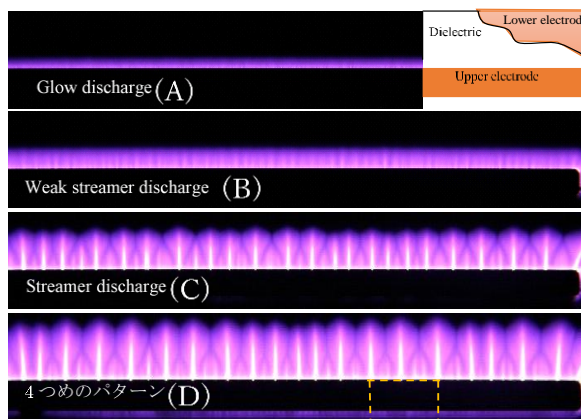 Lower electrod
Dielectric
Upper electrode
Glow discharge (A)
Weak streamer discharge (B)
Streamer discharge (C)
4つめのパターン(D)